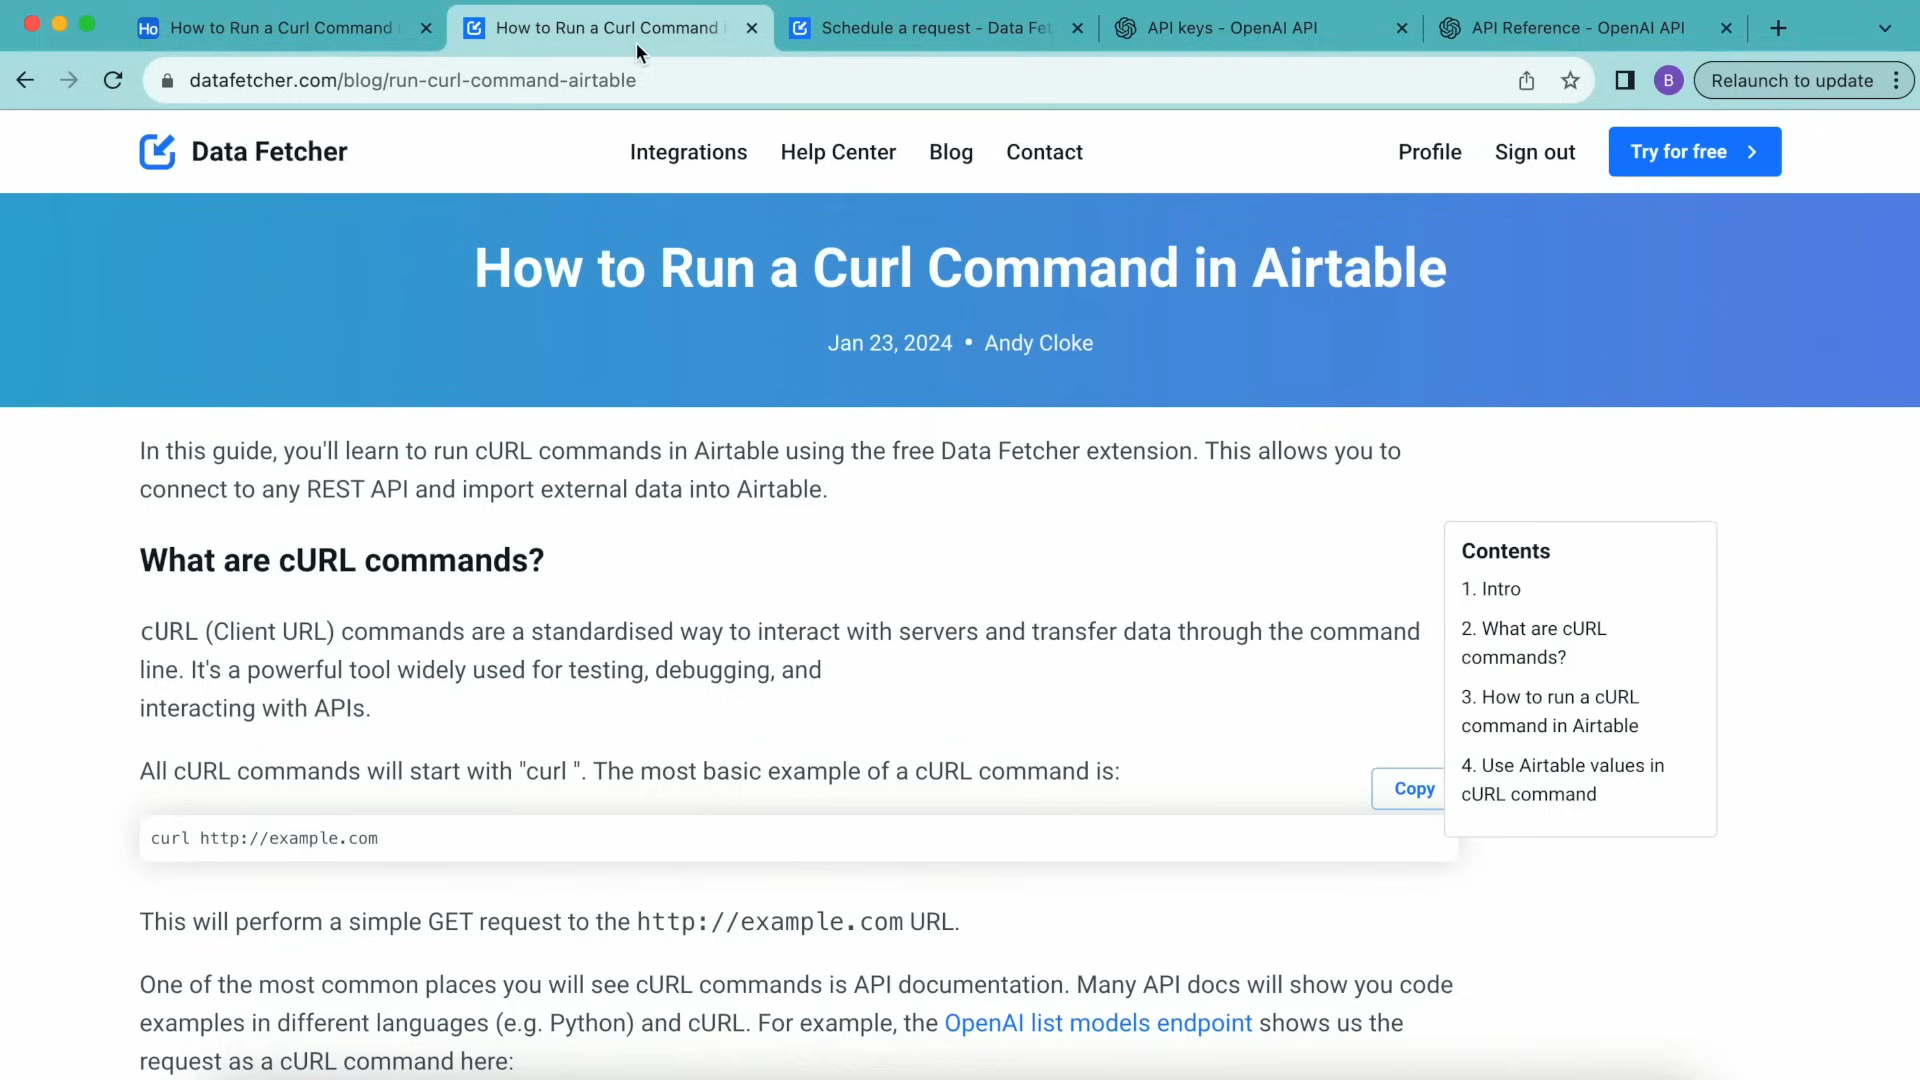 Ho How to Run a Curl Command
How to Run a Curl Command i
Schedule a request - Data Fet
API keys - OpenAI API
API Reference - OpenAI API
datafetcher.com/blog/run-curl-command-airtable
B
Relaunch to update
Data Fetcher
Integrations
Help Center
Blog
Contact
Profile
Sign out
Try for free
How to Run a Curl Command in Airtable
Jan 23, 2024 • Andy Cloke
In this guide, you'll learn to run cURL commands in Airtable using the free Data Fetcher extension. This allows you to
connect to any REST API and import external data into Airtable.
What are cURL commands?
cURL (Client URL) commands are a standardised way to interact with servers and transfer data through the command
line. It's a powerful tool widely used for testing, debugging, and
interacting with APIs.
All cURL commands will start with "curl ". The most basic example of a cURL command is:
Copy
curl http://example.com
This will perform a simple GET request to the http://example.com URL.
One of the most common places you will see cURL commands is API documentation. Many API docs will show you code
examples in different languages (e.g. Python) and cURL. For example, the OpenAI list models endpoint shows us the
request as a cURL command here:
Contents
1. Intro
2. What are cURL
commands?
3. How to run a cURL
command in Airtable
4. Use Airtable values in
cURL command